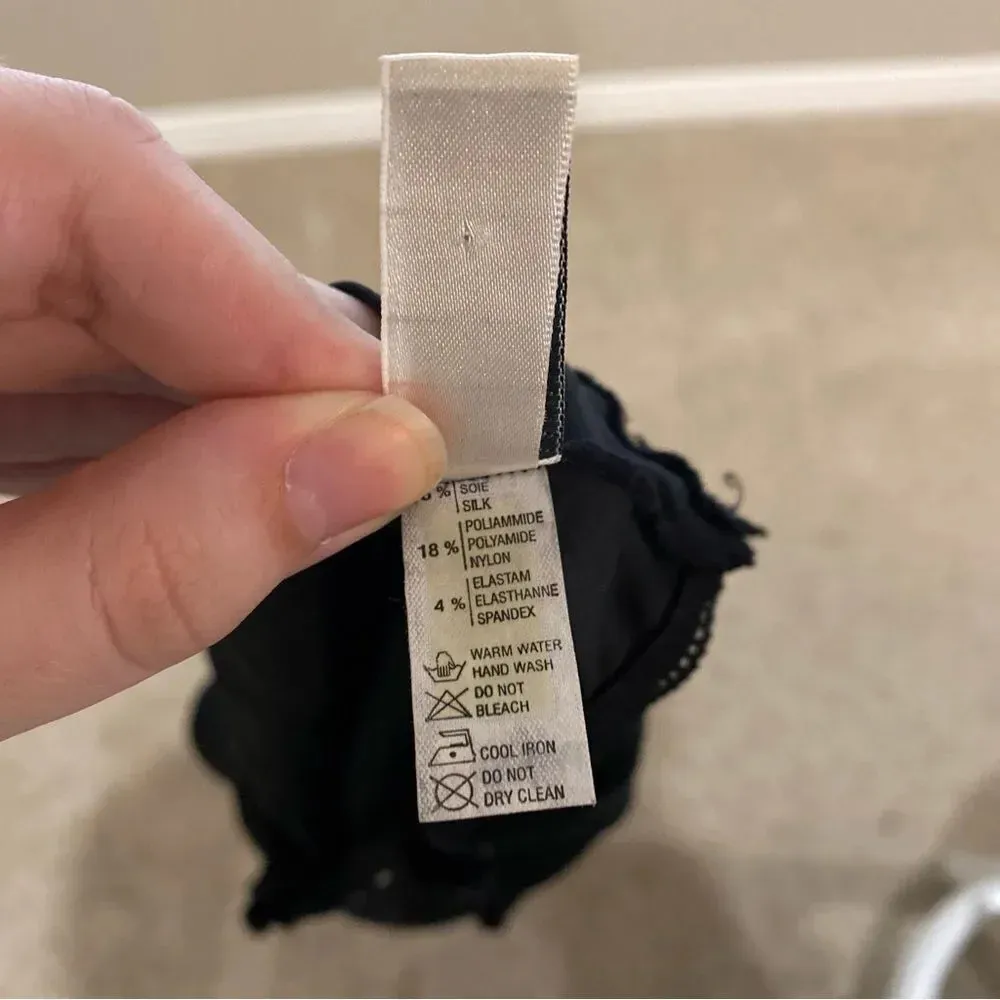 %
SOIE
SILK
POLIAMMIDE
18 % POLYAMIDE
NYLON
ELASTAM
4 % ELASTHANNE
SPANDEX
WARM WATER
HAND WASH
DO NOT
BLEACH
COOL IRON
DO NOT
DRY CLEAN